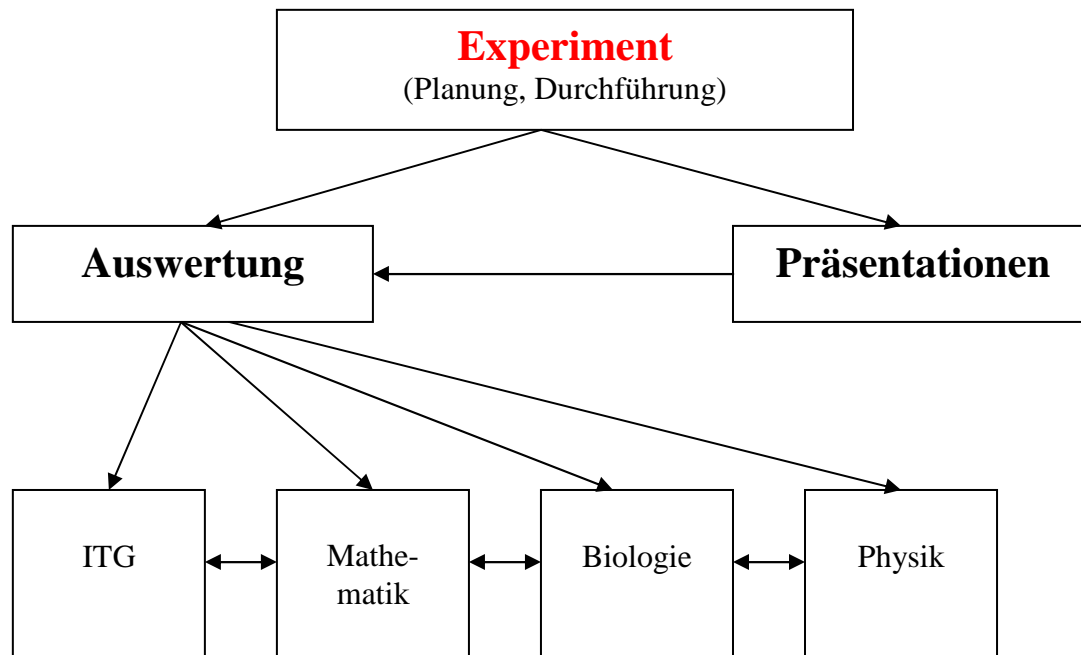 Experiment
(Planung, Durchführung)
Auswertung
Präsentationen
ITG
Mathe-
matik
Biologie
Physik